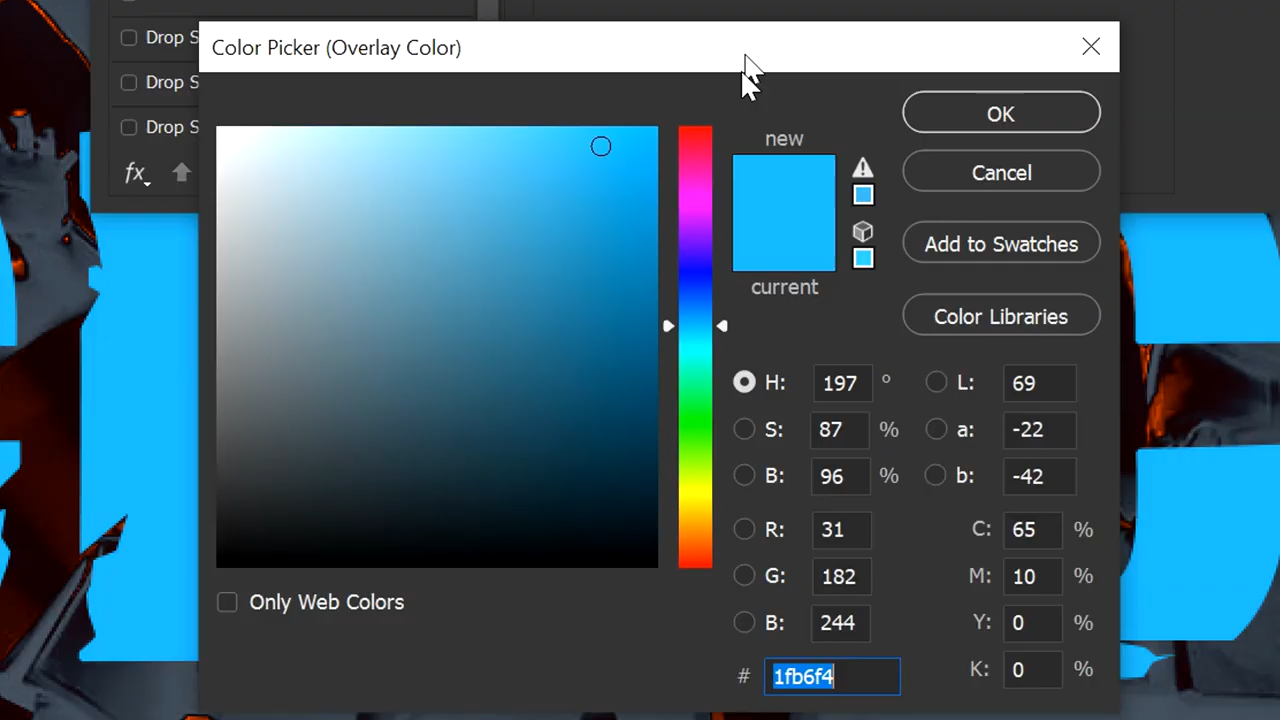 Color Picker (Overlay Color)
Drop S
Drop S
Drop S
fx
new
current
OK
Cancel
Add to Swatches
Color Libraries
H: 197 °
S: 87 %
B: 96 %
R: 31
G: 182
B: 244
# 1fb6f4
L: 69
a: -22
b: -42
C: 65 %
M: 10 %
Y: 0 %
K: 0 %
Only Web Colors